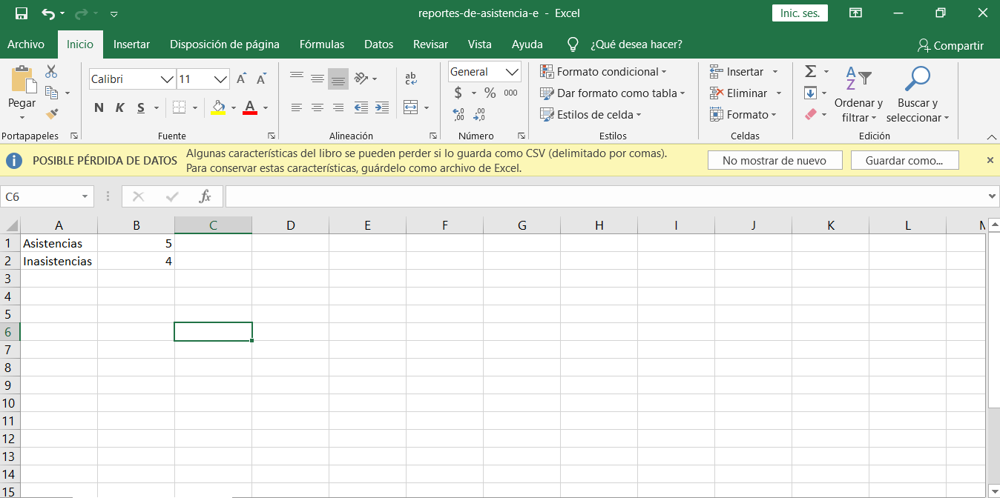 reportes-de-asistencia-e - Excel
Inic. ses.
Archivo Inicio Insertar Disposición de página Fórmulas Datos Revisar Vista Ayuda ¿Qué desea hacer? Compartir
Pegar
Portapapeles
Calibri 11
N K S A
Fuente
ab
Alineación
General
$ % 000
Número
Formato condicional
Dar formato como tabla
Estilos de celda
Estilos
Insertar
Eliminar
Formato
Celdas
Σ
Ordenar y
filtrar
Buscar y
seleccionar
Edición
POSIBLE PÉRDIDA DE DATOS
Algunas características del libro se pueden perder si lo guarda como CSV (delimitado por comas).
Para conservar estas características, guárdelo como archivo de Excel.
No mostrar de nuevo
Guardar como...
C6 fx
A B C D E F G H I J K L
1 Asistencias 5
2 Inasistencias 4
3
4
5
6
7
8
9
10
11
12
13
14
15